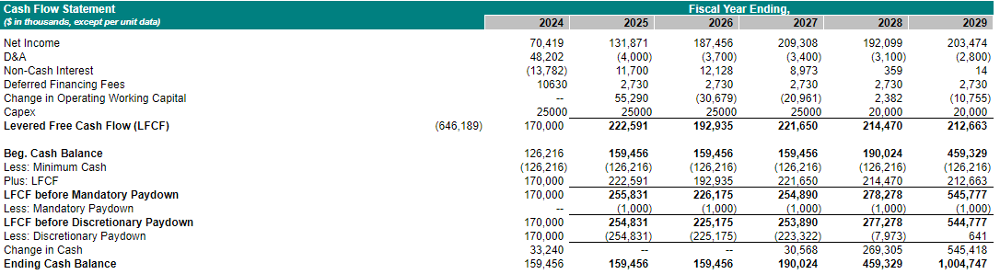 Cash Flow Statement Fiscal Year Ending,
($ in thousands, except per unit data) 2024 2025 2026 2027 2028 2029
Net Income 70,419 131,871 187,456 209,308 192,099 203,474
D&A 48,202 (4,000) (3,700) (3,400) (3,100) (2,800)
Non-Cash Interest (13,782) 11,700 12,128 8,973 359 14
Deferred Financing Fees 10630 2,730 2,730 2,730 2,730 2,730
Change in Operating Working Capital -- 55,290 (30,679) (20,961) 2,382 (10,755)
Capex 25000 25000 25000 25000 20,000 20,000
Levered Free Cash Flow (LFCF) (646,189) 170,000 222,591 192,935 221,650 214,470 212,663
Beg. Cash Balance 126,216 159,456 159,456 159,456 190,024 459,329
Less: Minimum Cash (126,216) (126,216) (126,216) (126,216) (126,216) (126,216)
Plus: LFCF 170,000 222,591 192,935 221,650 214,470 212,663
LFCF before Mandatory Paydown 170,000 255,831 226,175 254,890 278,278 545,777
Less: Mandatory Paydown -- (1,000) (1,000) (1,000) (1,000) (1,000)
LFCF before Discretionary Paydown 170,000 254,831 225,175 253,890 277,278 544,777
Less: Discretionary Paydown 170,000 (254,831) (225,175) (223,322) (7,973) 641
Change in Cash 33,240 -- -- 30,568 269,305 545,418
Ending Cash Balance 159,456 159,456 159,456 190,024 459,329 1,004,747